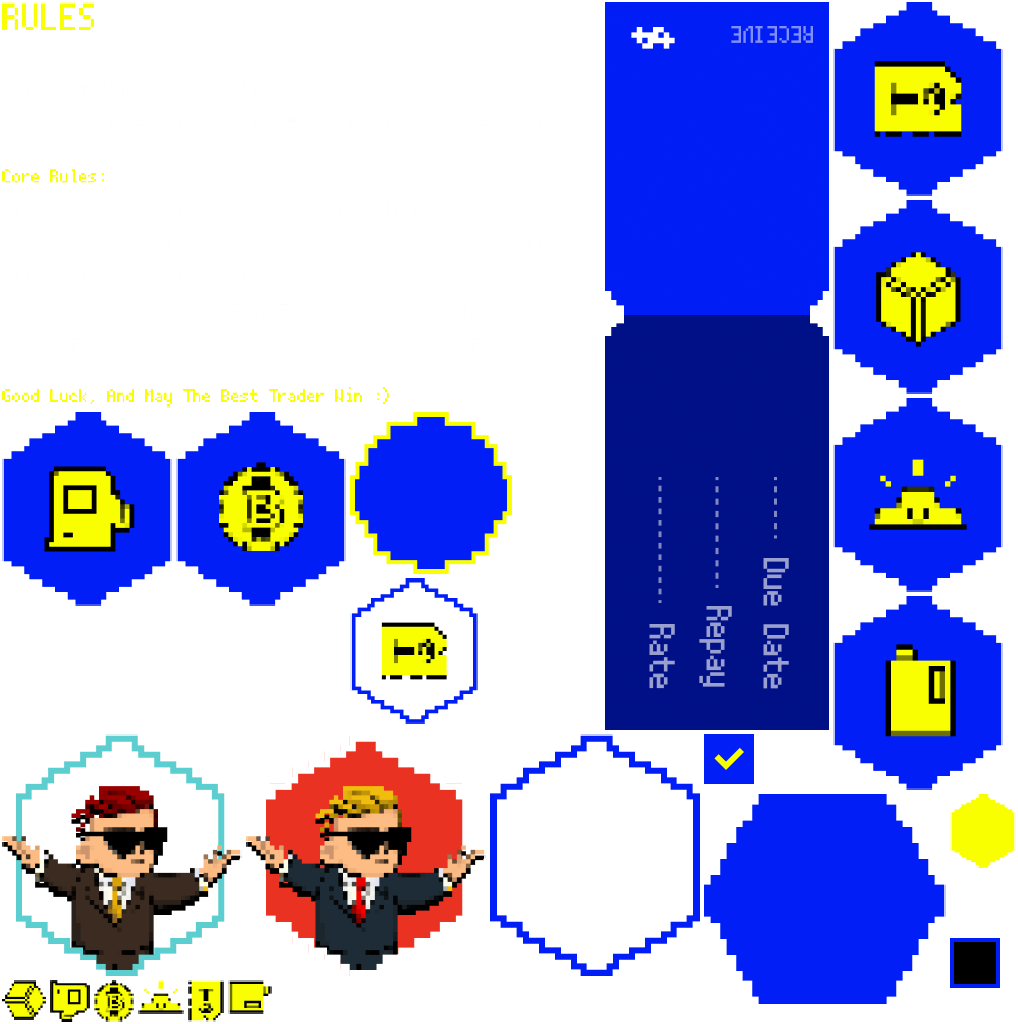 RULES
Core Rules:
Good Luck, And May The Best Trader Win :)
RECEIVE
Due Date
Repay
Rate